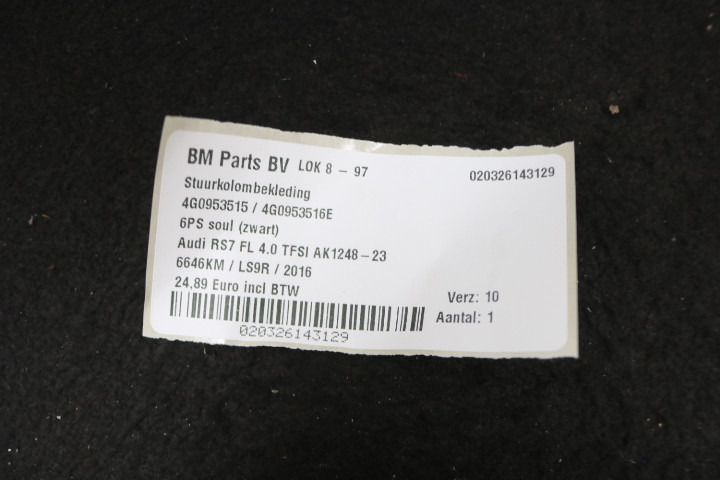 BM Parts BV LOK 8 - 97 020326143129
Stuurkolombekleding
4G0953515 / 4G0953516E
6PS soul (zwart)
Audi RS7 FL 4.0 TFSI AK1248-23
6646KM / LS9R / 2016
24,89 Euro incl BTW
Verz: 10
Aantal: 1
020326143129